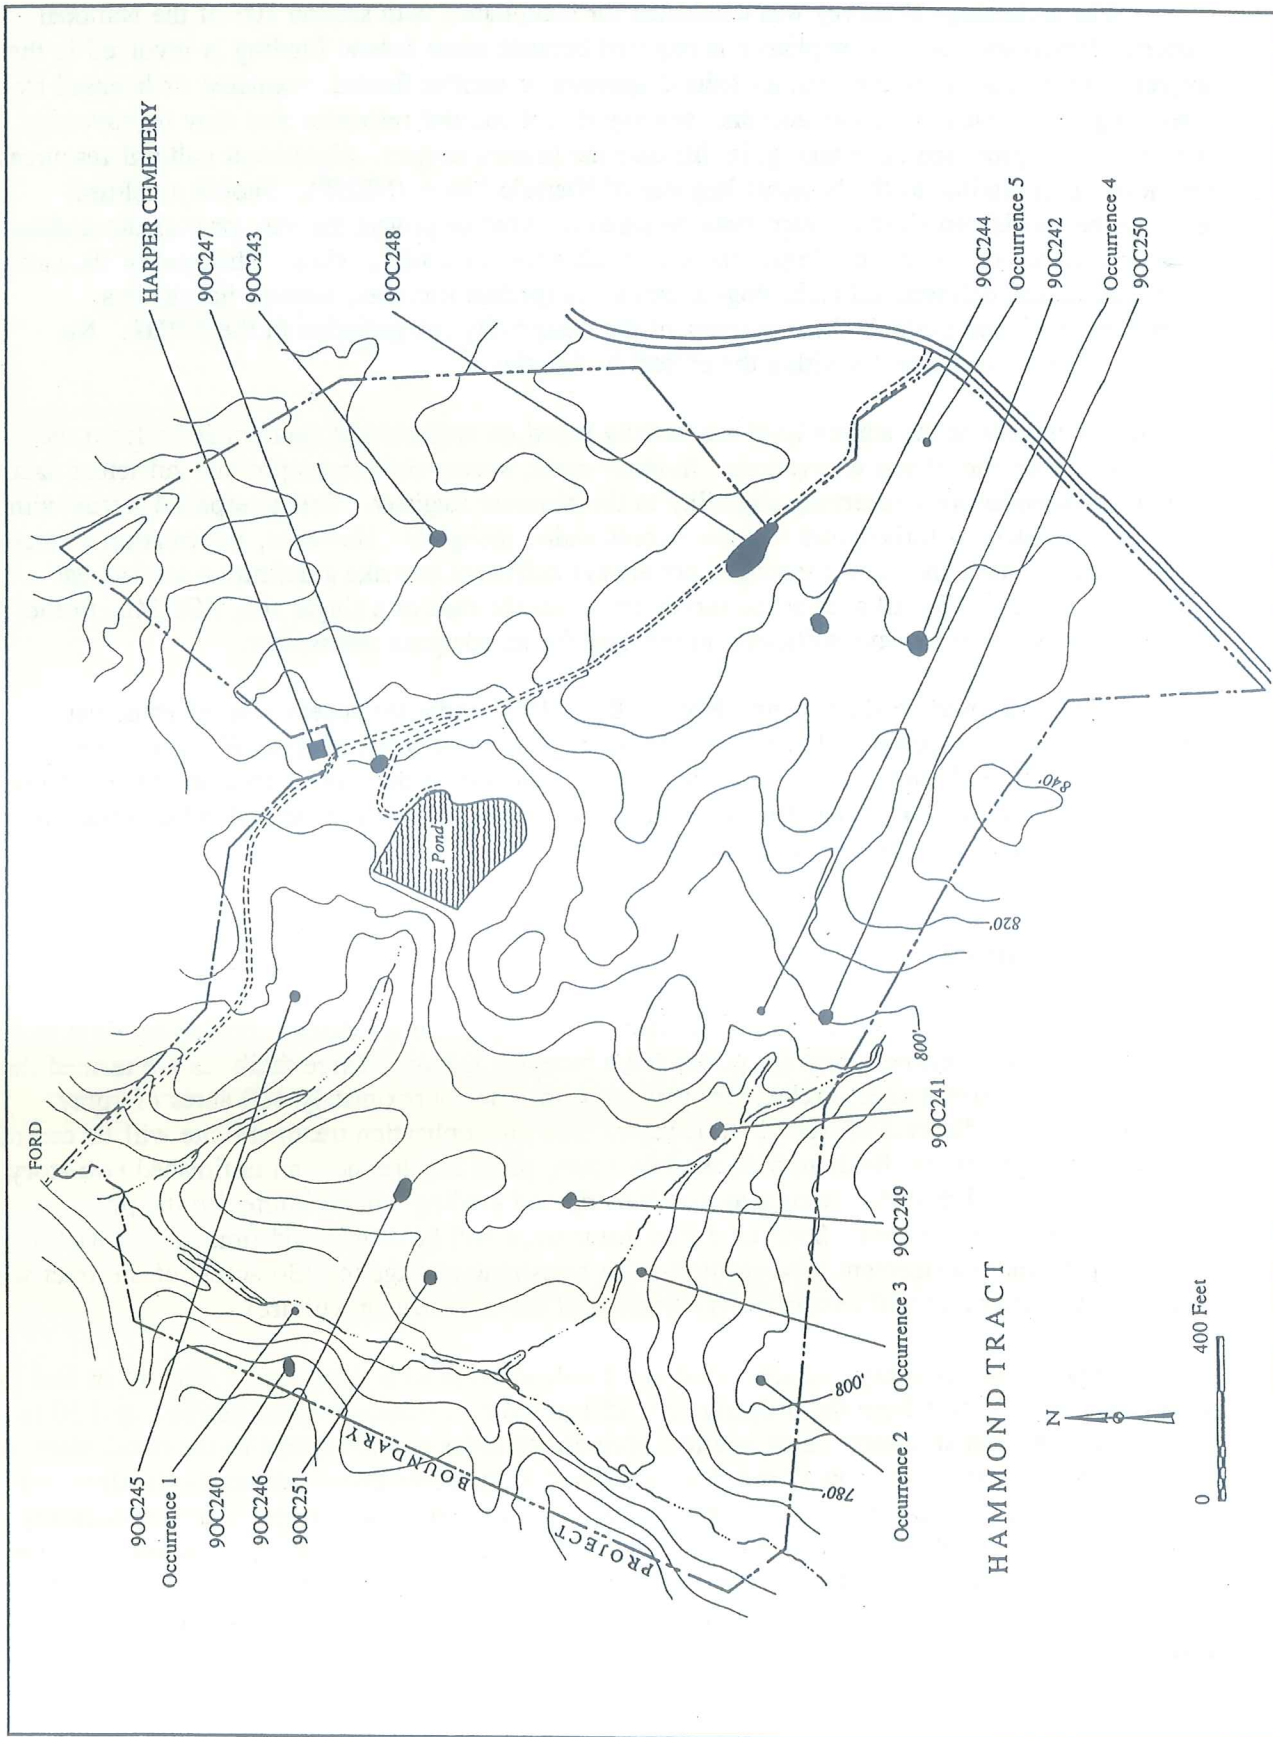 FORD
9OC245
Occurrence 1
9OC240
9OC246
9OC251
HARPER CEMETERY
9OC247
9OC243
9OC248
Pond
PROJECT BOUNDARY
780'
800'
800'
820'
840'
Occurrence 2
Occurrence 3
9OC249
9OC241
9OC244
Occurrence 5
9OC242
Occurrence 4
9OC250
HAMMOND TRACT
N
0
400 Feet